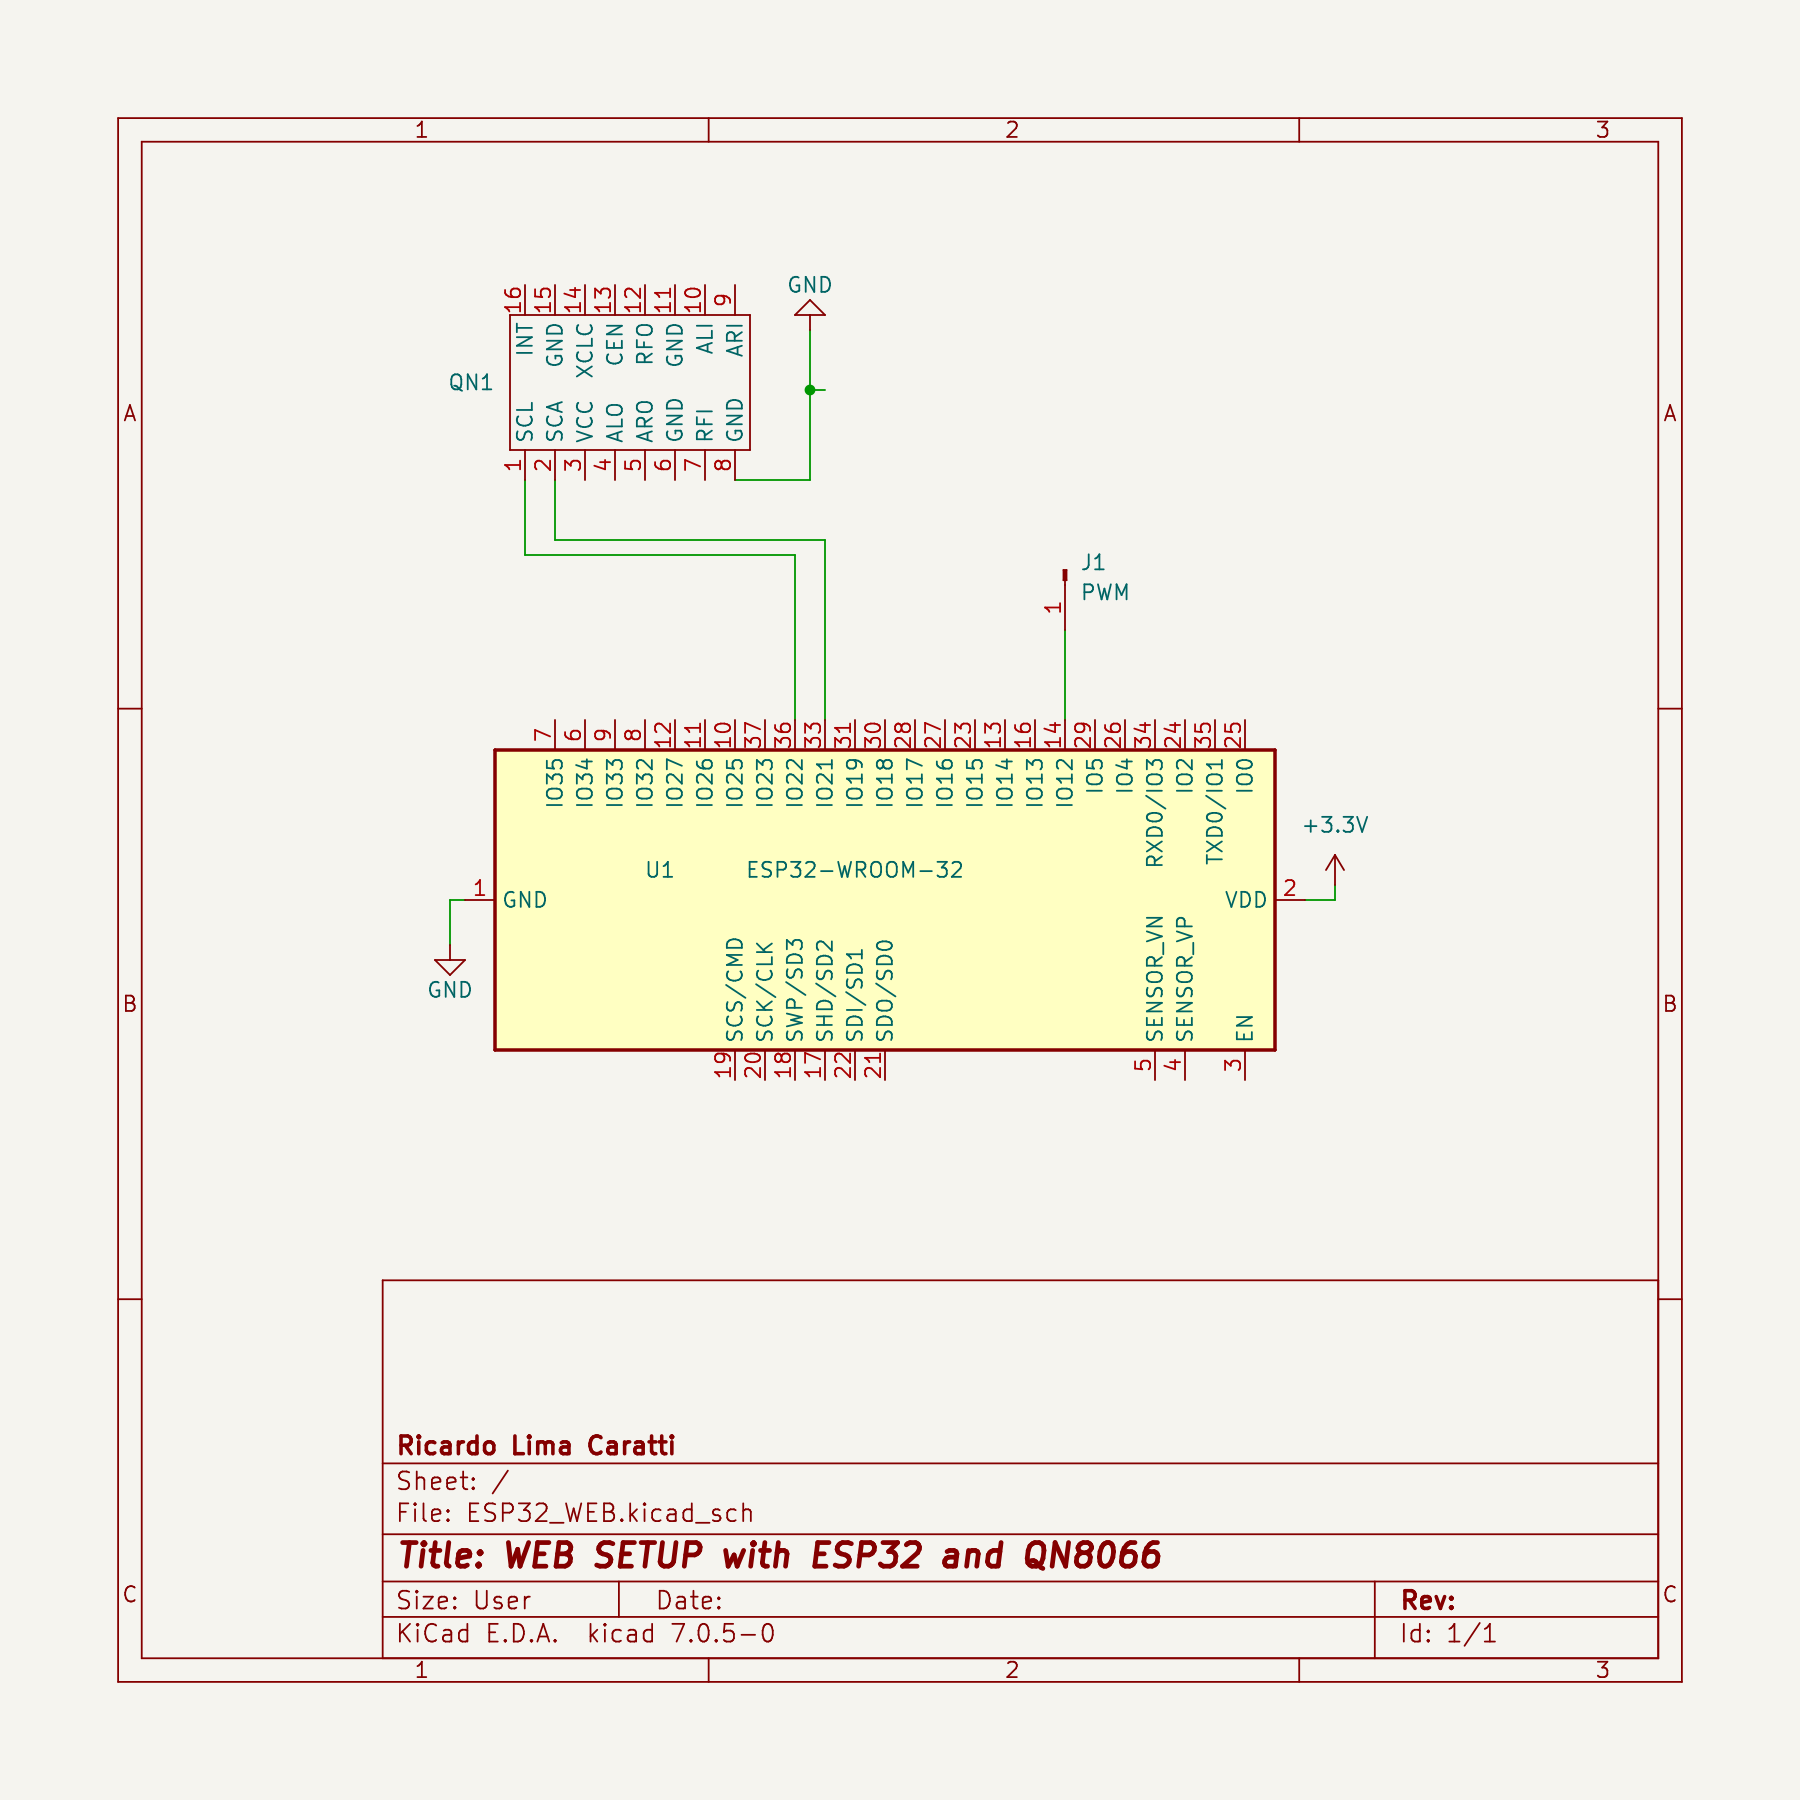 1 2 3
A A
B B
C C
GND
16 15 14 13 12 11 10 9
INT GND XCLC CEN RFO GND ALI ARI
QN1
SCL SCA VCC ALO ARO GND RFI GND
1 2 3 4 5 6 7 8
J1
PWM
1
7 6 9 8 12 11 10 37 36 33 31 30 28 27 23 13 16 14 29 26 34 24 35 25
IO35 IO34 IO33 IO32 IO27 IO26 IO25 IO23 IO22 IO21 IO19 IO18 IO17 IO16 IO15 IO14 IO13 IO12 IO5 IO4 RXD0/IO3 IO2 TXD0/IO1 IO0
+3.3V
U1 ESP32-WROOM-32
1 GND VDD 2
GND
SCS/CMD SCK/CLK SWP/SD3 SHD/SD2 SDI/SD1 SDO/SD0 SENSOR_VN SENSOR_VP EN
19 20 18 17 22 21 5 4 3
Ricardo Lima Caratti
Sheet: /
File: ESP32_WEB.kicad_sch
Title: WEB SETUP with ESP32 and QN8066
Size: User Date: Rev:
KiCad E.D.A. kicad 7.0.5-0 Id: 1/1
1 2 3